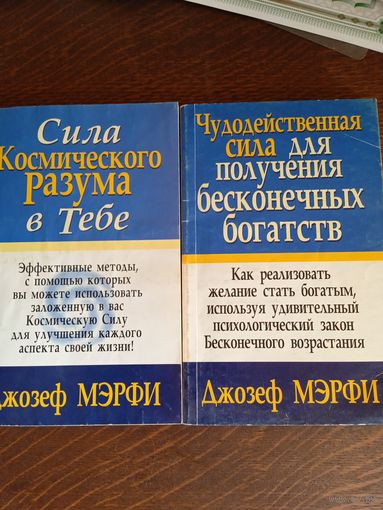 Сила
Космического
Разума
в Тебе
Эффективные методы,
с помощью которых
вы можете использовать
заложенную в вас
Космическую Силу
для улучшения каждого
аспекта своей жизни!
Джозеф МЭРФИ
Чудодейственная
сила для
получения
бесконечных
богатств
Как реализовать
желание стать богатым,
используя удивительный
психологический закон
Бесконечного возрастания
Джозеф МЭРФИ